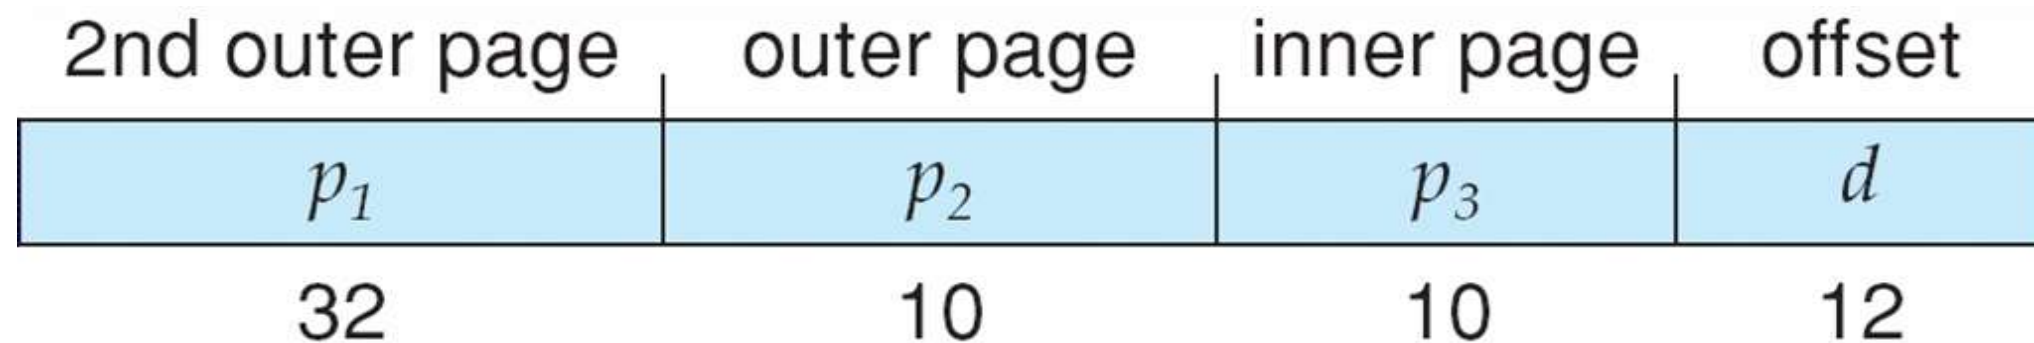 2nd outer page outer page inner page offset
p1 p2 p3 d
32 10 10 12